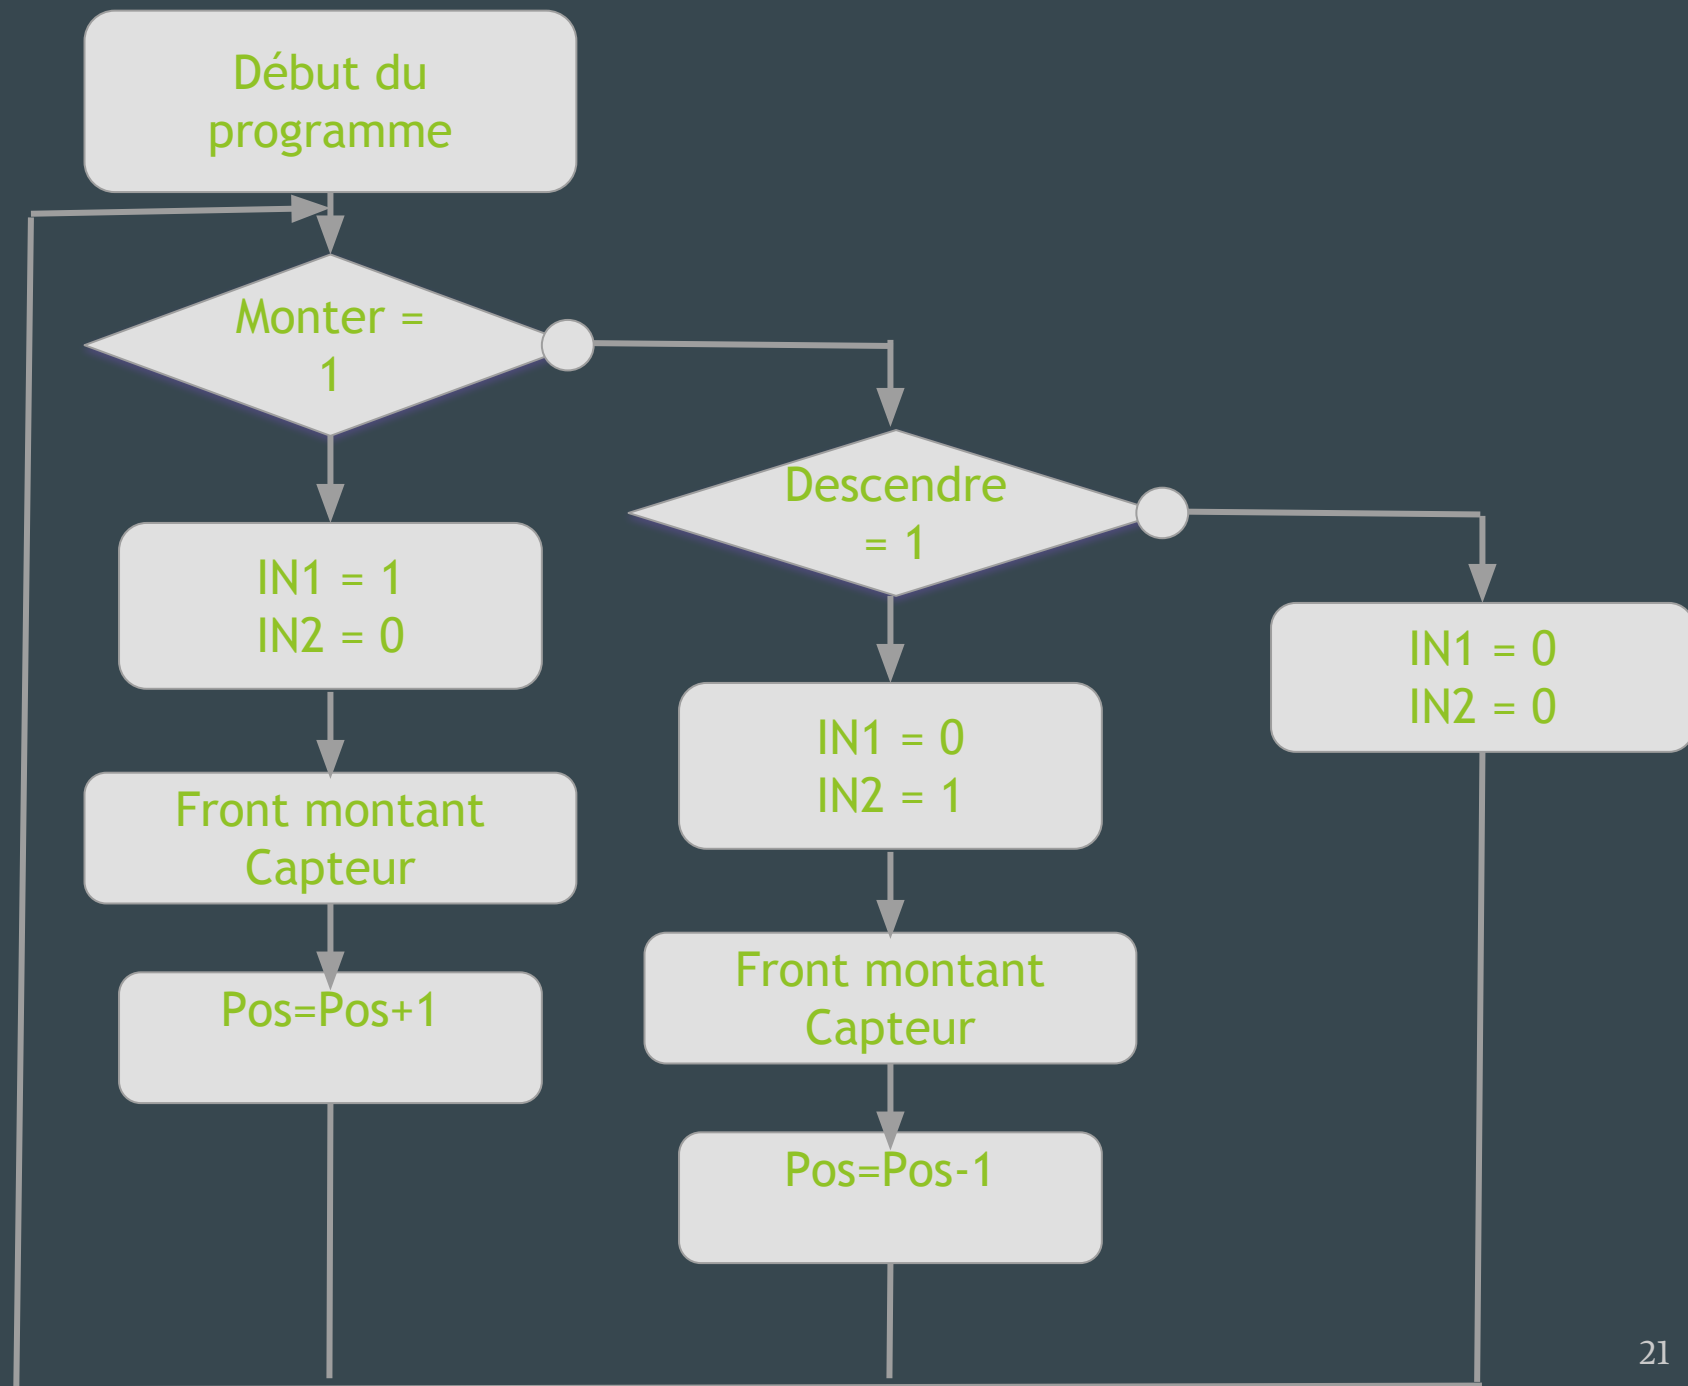 Début du
programme
Monter =
1
Descendre
= 1
IN1 = 1
IN2 = 0
IN1 = 0
IN2 = 0
IN1 = 0
IN2 = 1
Front montant
Capteur
Front montant
Capteur
Pos=Pos+1
Pos=Pos-1
21